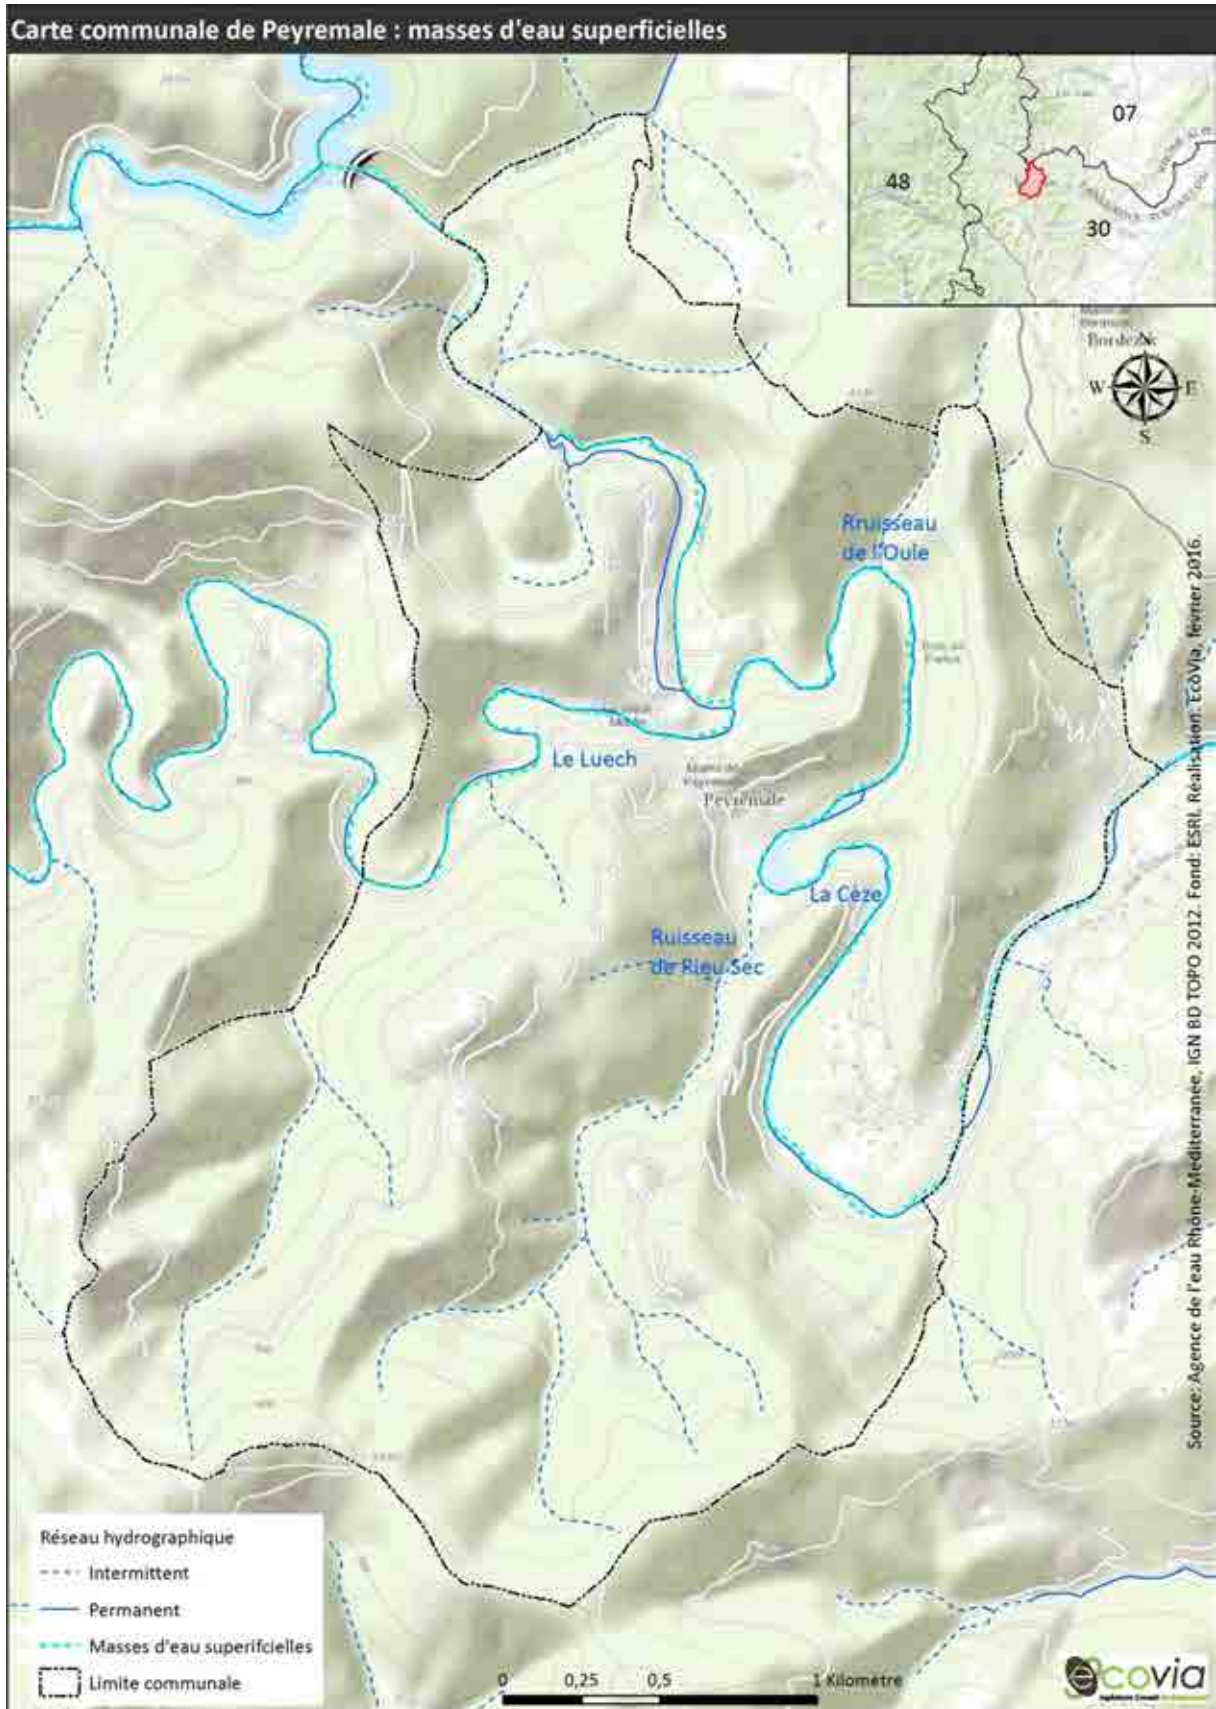 Carte communale de Peyremale : masses d'eau superficielles
07
48
30
Bordezac
N
W
E
S
Rruisseau
de l'Oule
Le Luech
Peyremale
La Cèze
Ruisseau
de Rieu Sec
Source: Agence de l'eau Rhône-Mediterranée, IGN BD TOPO 2012. Fond: ESRI. Réalisation: EcoVia, février 2016.
Réseau hydrographique
Intermittent
Permanent
Masses d'eau superifcielles
Limite communale
0
0,25
0,5
1 Kilomètre
ecovia